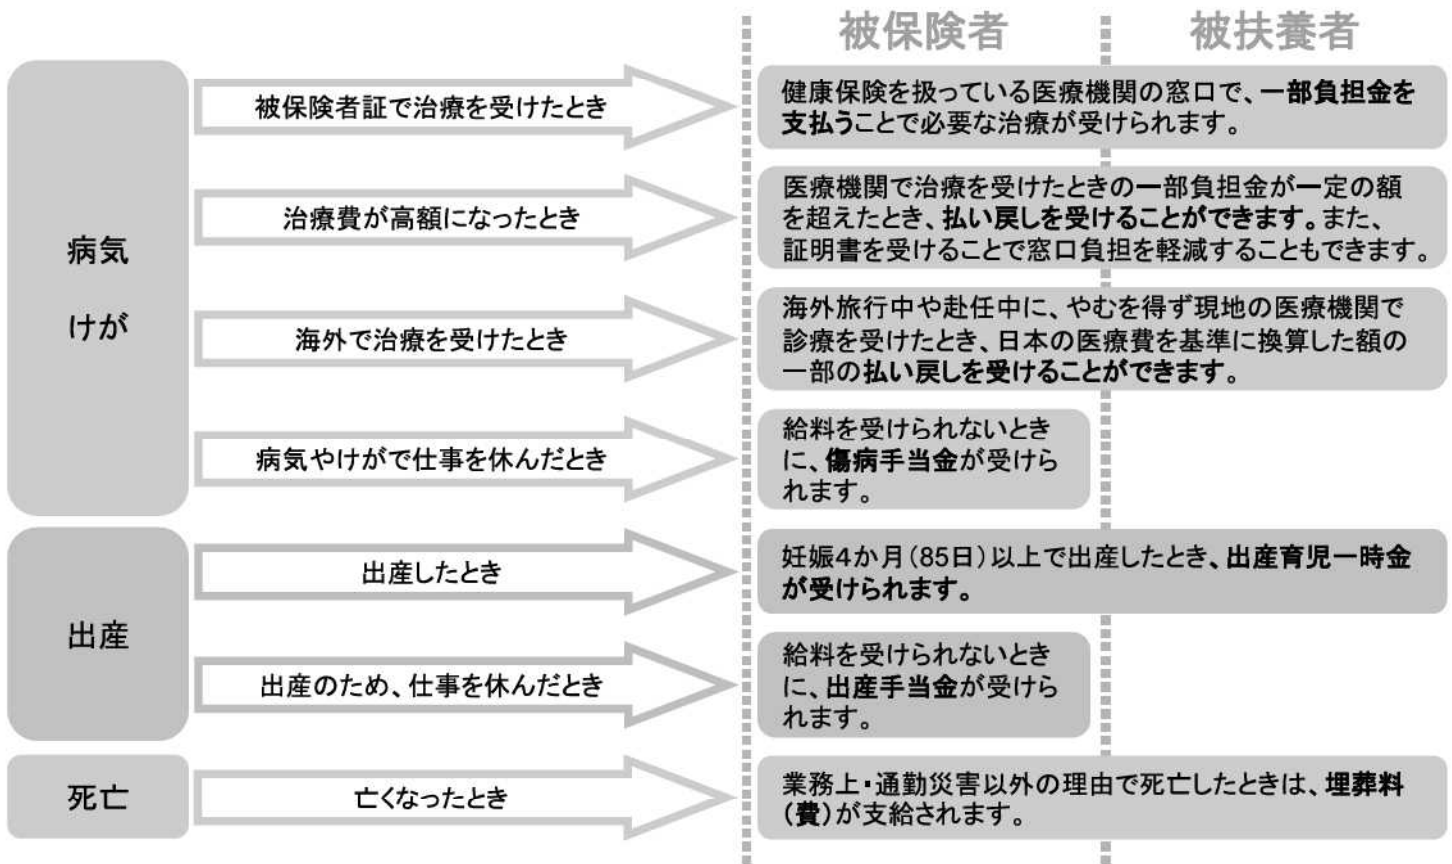 被保険者
被扶養者
病気
けが
被保険者証で治療を受けたとき
健康保険を扱っている医療機関の窓口で、一部負担金を
支払うことで必要な治療が受けられます。
治療費が高額になったとき
医療機関で治療を受けたときの一部負担金が一定の額
を超えたとき、払い戻しを受けることができます。また、
証明書を受けることで窓口負担を軽減することもできます。
海外で治療を受けたとき
海外旅行中や赴任中に、やむを得ず現地の医療機関で
診療を受けたとき、日本の医療費を基準に換算した額の
一部の払い戻しを受けることができます。
病気やけがで仕事を休んだとき
給料を受けられないとき
に、傷病手当金が受けら
れます。
出産
出産したとき
妊娠4か月(85日)以上で出産したとき、出産育児一時金
が受けられます。
出産のため、仕事を休んだとき
給料を受けられないとき
に、出産手当金が受けら
れます。
死亡
亡くなったとき
業務上・通勤災害以外の理由で死亡したときは、埋葬料
(費)が支給されます。